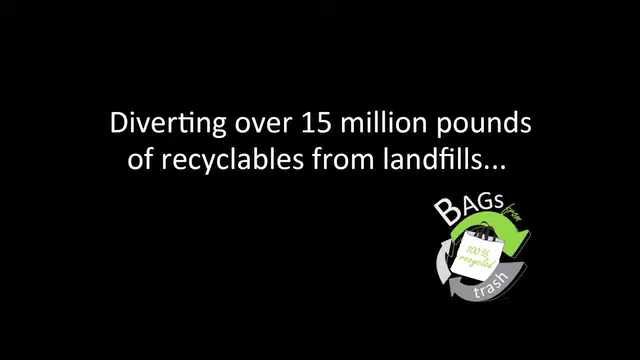 Diverting over 15 million pounds
of recyclables from landfills...
BAGs from
100%
recycled
trash